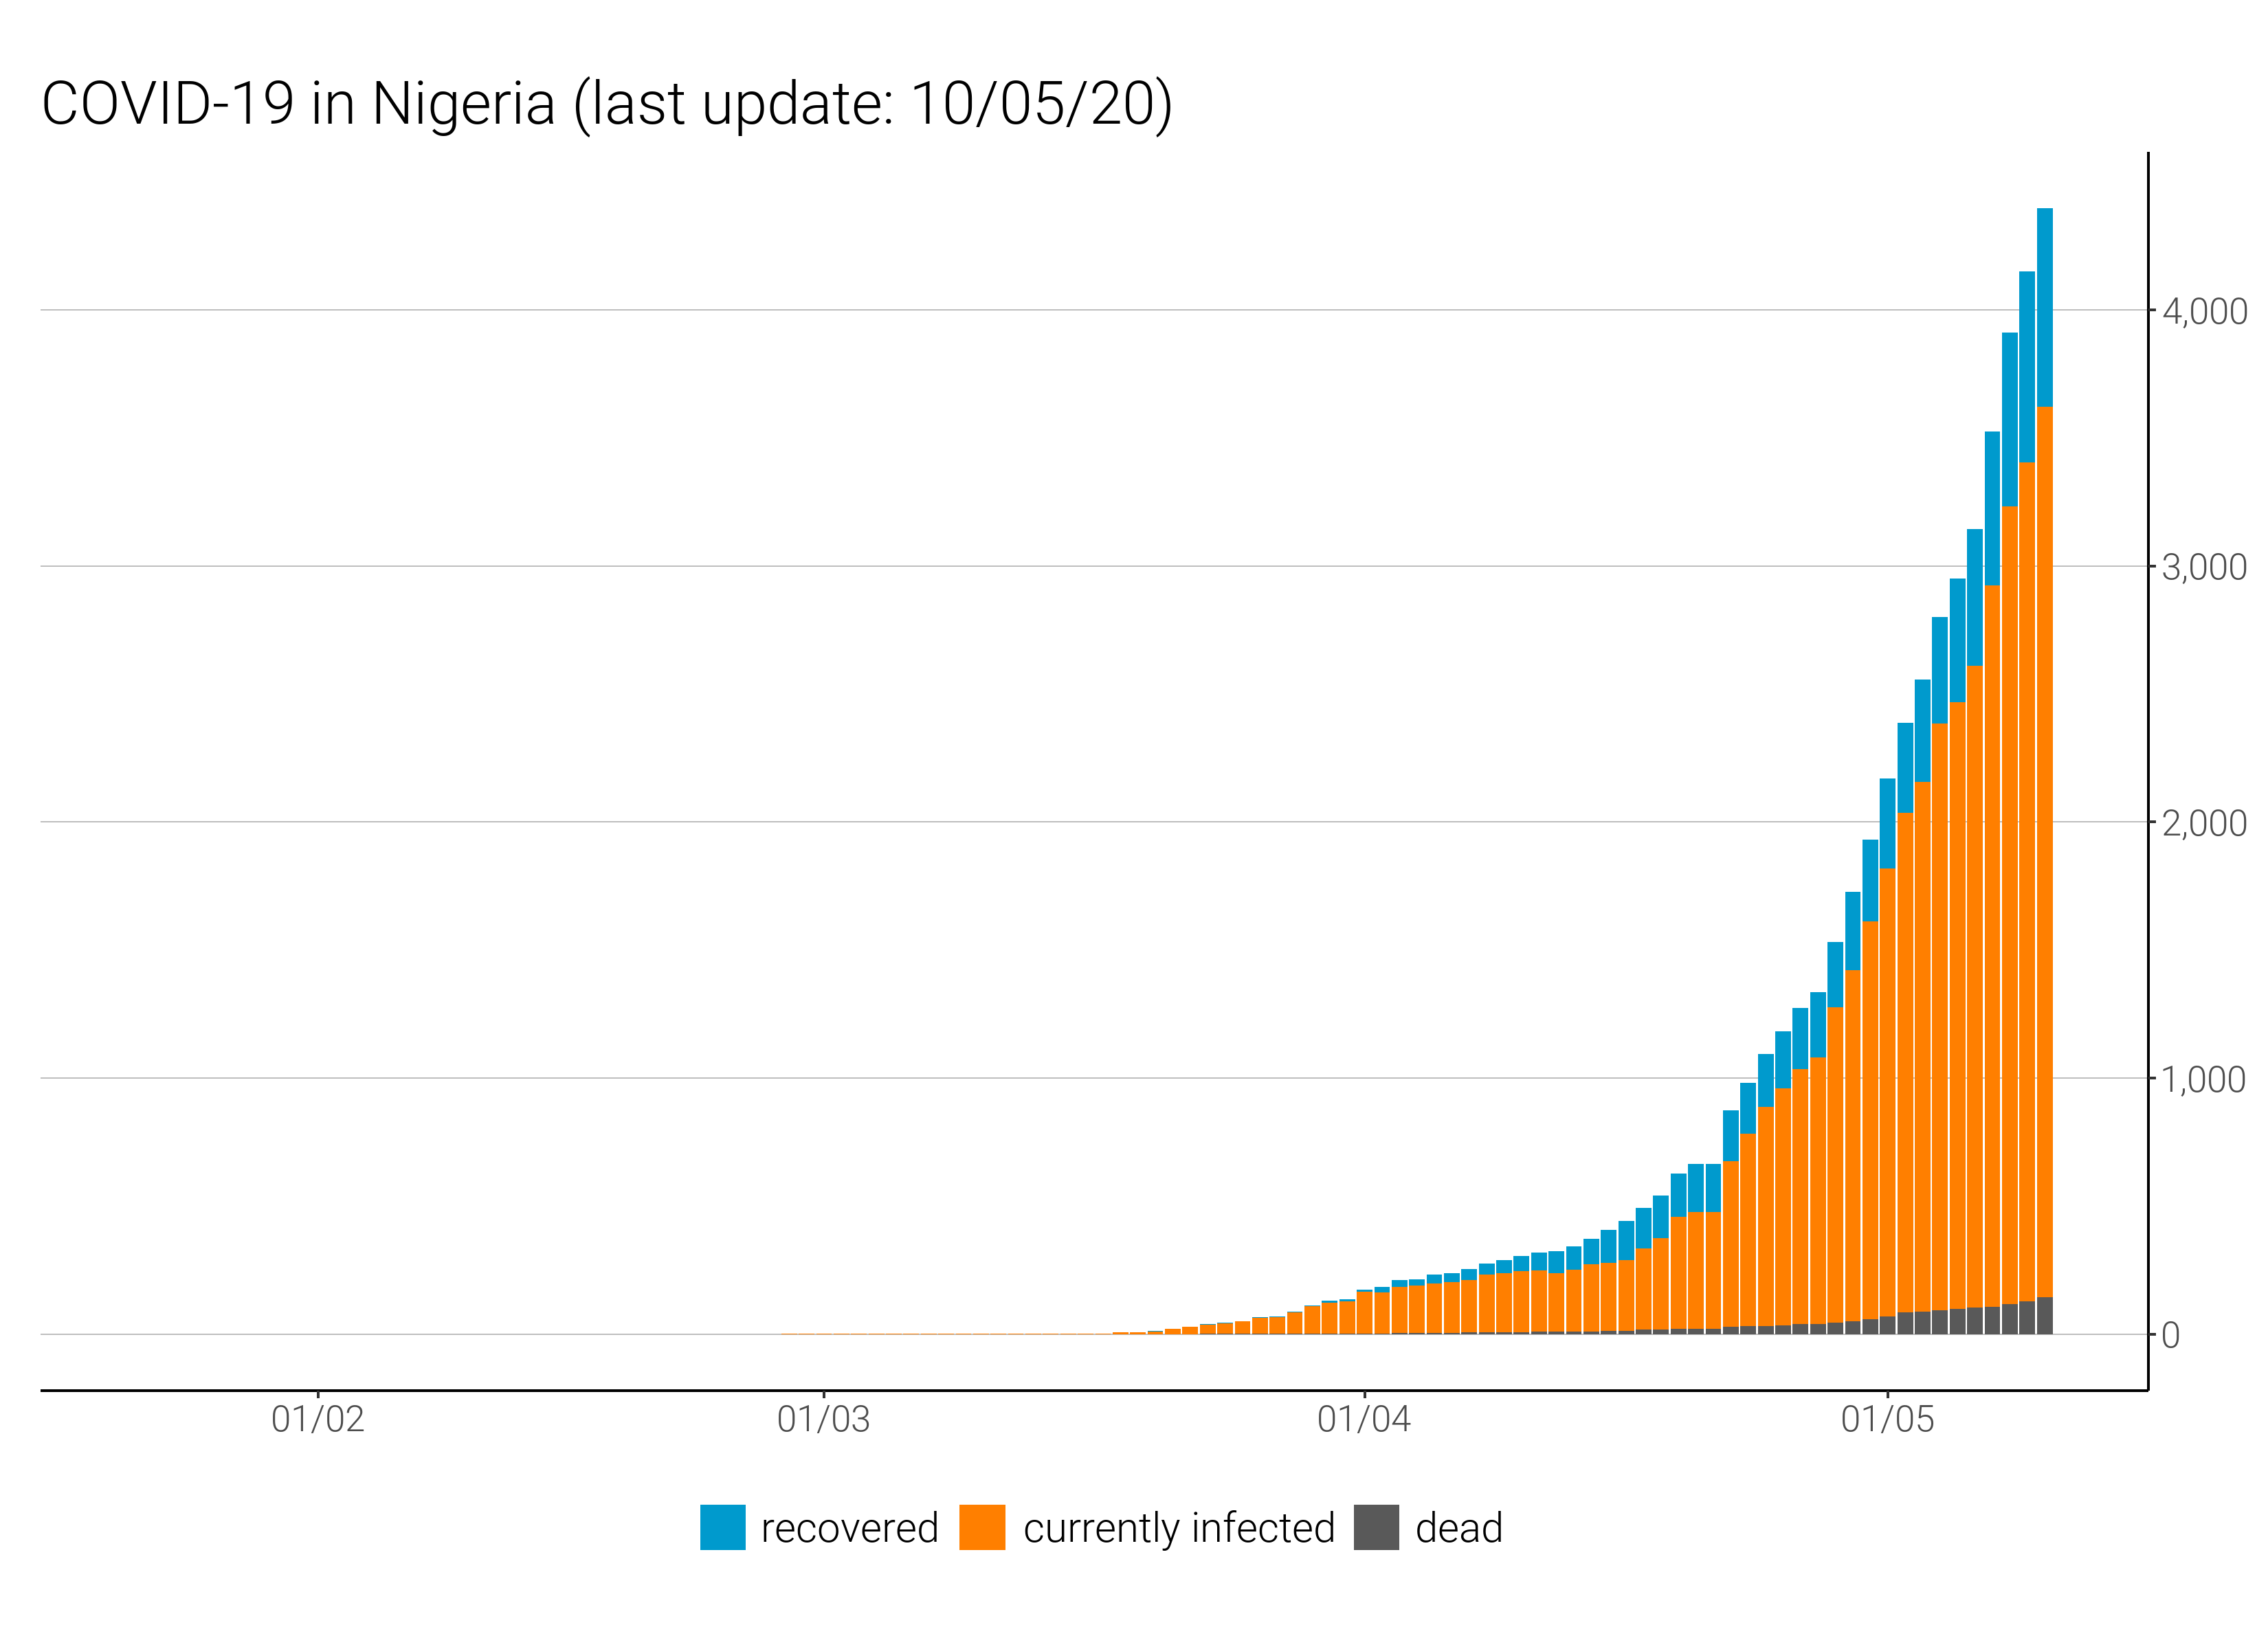 COVID-19 in Nigeria (last update: 10/05/20)
4,000
3,000
2,000
1,000
0
01/02 01/03 01/04 01/05
recovered currently infected dead